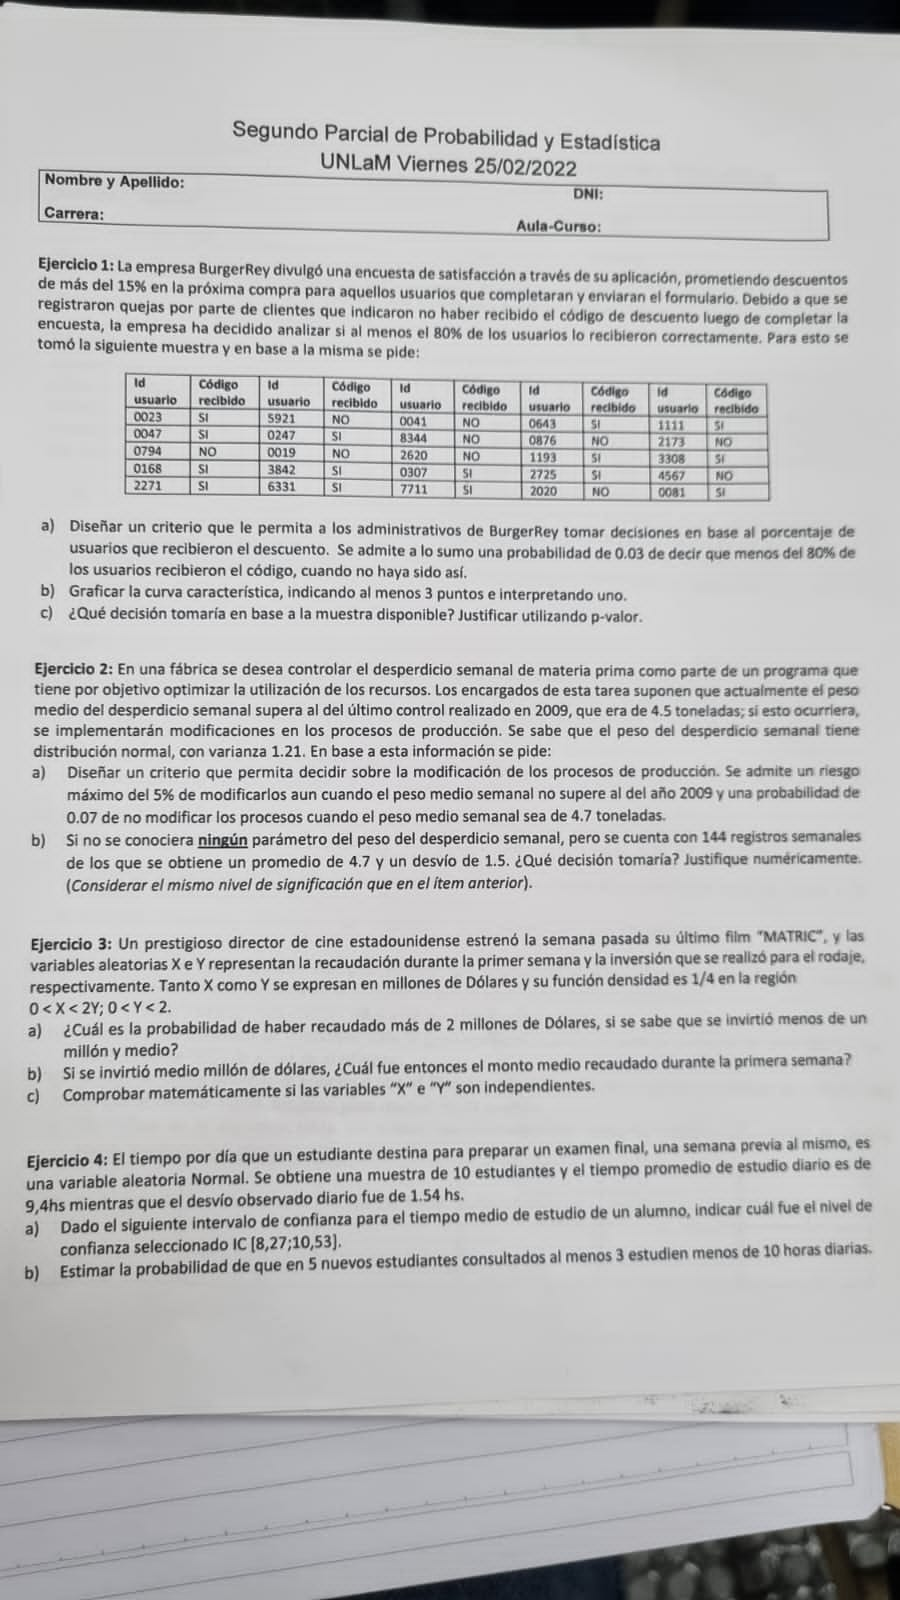 Segundo Parcial de Probabilidad y Estadística
UNLaM Viernes 25/02/2022
Nombre y Apellido:
DNI:
Carrera:
Aula-Curso:
Ejercicio 1: La empresa BurgerRey divulgó una encuesta de satisfacción a través de su aplicación, prometiendo descuentos
de más del 15% en la próxima compra para aquellos usuarios que completaran y enviaran el formulario. Debido a que se
registraron quejas por parte de clientes que indicaron no haber recibido el código de descuento luego de completar la
encuesta, la empresa ha decidido analizar si al menos el 80% de los usuarios lo recibieron correctamente. Para esto se
tomó la siguiente muestra y en base a la misma se pide:
Id usuario Código recibido Id usuario Código recibido Id usuario Código recibido Id usuario Código recibido Id usuario Código recibido
0023 SI 5921 NO 0041 NO 0643 SI 1111 SI
0047 SI 0247 SI 8344 NO 0876 NO 2173 NO
0794 NO 0019 NO 2620 NO 1193 SI 3308 SI
0168 SI 3842 SI 0307 SI 2725 SI 4567 NO
2271 SI 6331 SI 7711 SI 2020 NO 0081 SI
a) Diseñar un criterio que le permita a los administrativos de BurgerRey tomar decisiones en base al porcentaje de
usuarios que recibieron el descuento. Se admite a lo sumo una probabilidad de 0.03 de decir que menos del 80% de
los usuarios recibieron el código, cuando no haya sido así.
b) Graficar la curva característica, indicando al menos 3 puntos e interpretando uno.
c) ¿Qué decisión tomaría en base a la muestra disponible? Justificar utilizando p-valor.
Ejercicio 2: En una fábrica se desea controlar el desperdicio semanal de materia prima como parte de un programa que
tiene por objetivo optimizar la utilización de los recursos. Los encargados de esta tarea suponen que actualmente el peso
medio del desperdicio semanal supera al del último control realizado en 2009, que era de 4.5 toneladas; si esto ocurriera,
se implementarán modificaciones en los procesos de producción. Se sabe que el peso del desperdicio semanal tiene
distribución normal, con varianza 1.21. En base a esta información se pide:
a) Diseñar un criterio que permita decidir sobre la modificación de los procesos de producción. Se admite un riesgo
máximo del 5% de modificarlos aun cuando el peso medio semanal no supere al del año 2009 y una probabilidad de
0.07 de no modificar los procesos cuando el peso medio semanal sea de 4.7 toneladas.
b) Si no se conociera ningún parámetro del peso del desperdicio semanal, pero se cuenta con 144 registros semanales
de los que se obtiene un promedio de 4.7 y un desvío de 1.5. ¿Qué decisión tomaría? Justifique numéricamente.
(Considerar el mismo nivel de significación que en el ítem anterior).
Ejercicio 3: Un prestigioso director de cine estadounidense estrenó la semana pasada su último film "MATRIC", y las
variables aleatorias X e Y representan la recaudación durante la primer semana y la inversión que se realizó para el rodaje,
respectivamente. Tanto X como Y se expresan en millones de Dólares y su función densidad es 1/4 en la región
0 < X < 2Y; 0 < Y < 2.
a) ¿Cuál es la probabilidad de haber recaudado más de 2 millones de Dólares, si se sabe que se invirtió menos de un
millón y medio?
b) Si se invirtió medio millón de dólares, ¿Cuál fue entonces el monto medio recaudado durante la primera semana?
c) Comprobar matemáticamente si las variables "X" e "Y" son independientes.
Ejercicio 4: El tiempo por día que un estudiante destina para preparar un examen final, una semana previa al mismo, es
una variable aleatoria Normal. Se obtiene una muestra de 10 estudiantes y el tiempo promedio de estudio diario es de
9,4hs mientras que el desvío observado diario fue de 1.54 hs.
a) Dado el siguiente intervalo de confianza para el tiempo medio de estudio de un alumno, indicar cuál fue el nivel de
confianza seleccionado IC [8,27;10,53].
b) Estimar la probabilidad de que en 5 nuevos estudiantes consultados al menos 3 estudien menos de 10 horas diarias.